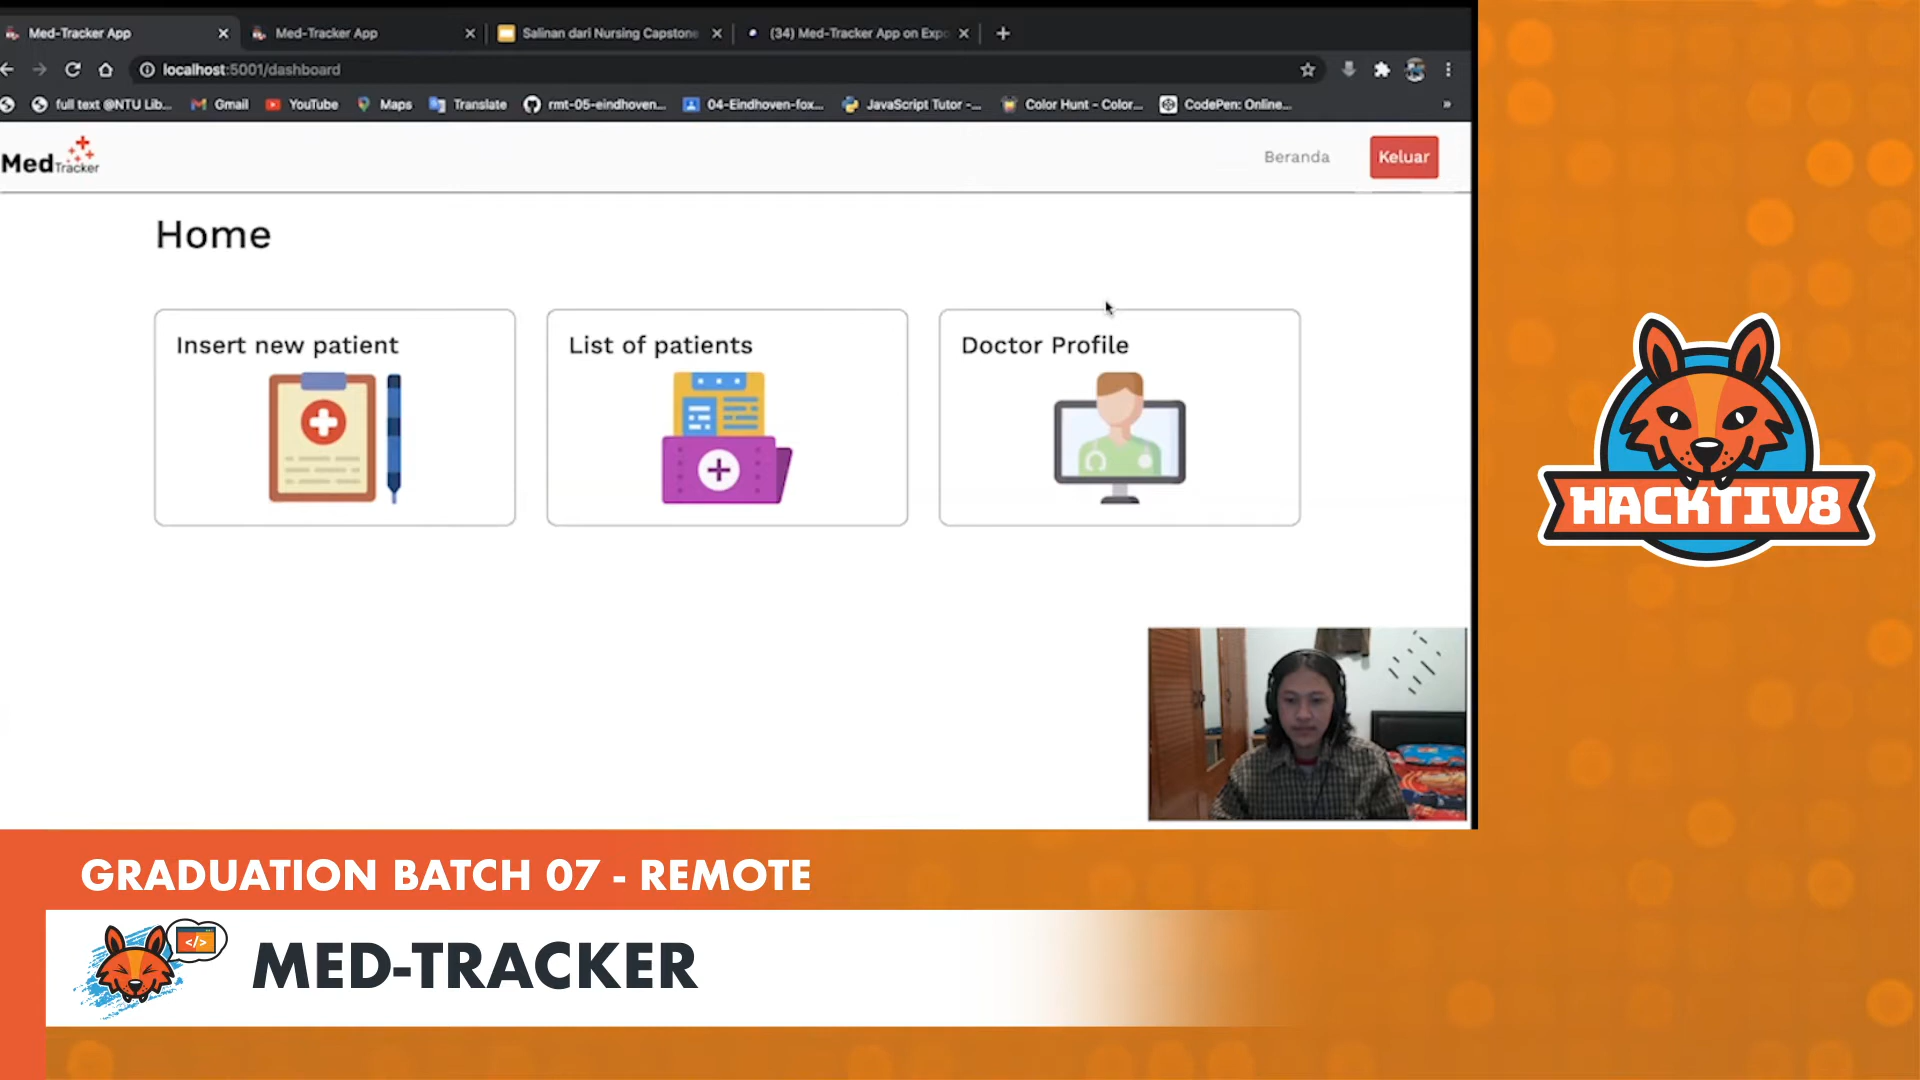 Med-Tracker App
Med-Tracker App
Salinan dari Nursing Capstone
(34) Med-Tracker App on Expo
localhost:5001/dashboard
full text @NTU Lib...
Gmail
YouTube
Maps
Translate
rmt-05-eindhoven...
04-Eindhoven-fox...
JavaScript Tutor -...
Color Hunt - Color...
CodePen: Online...
»
MedTracker
Beranda
Keluar
Home
Insert new patient
List of patients
Doctor Profile
HACKTIV8
GRADUATION BATCH 07 - REMOTE
</>
MED-TRACKER